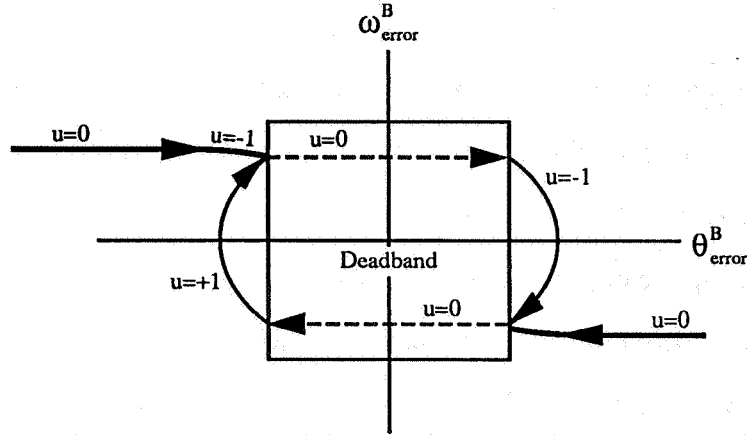 ω^B_error
u=0
u=-1
u=0
u=-1
θ^B_error
Deadband
u=+1
u=0
u=0